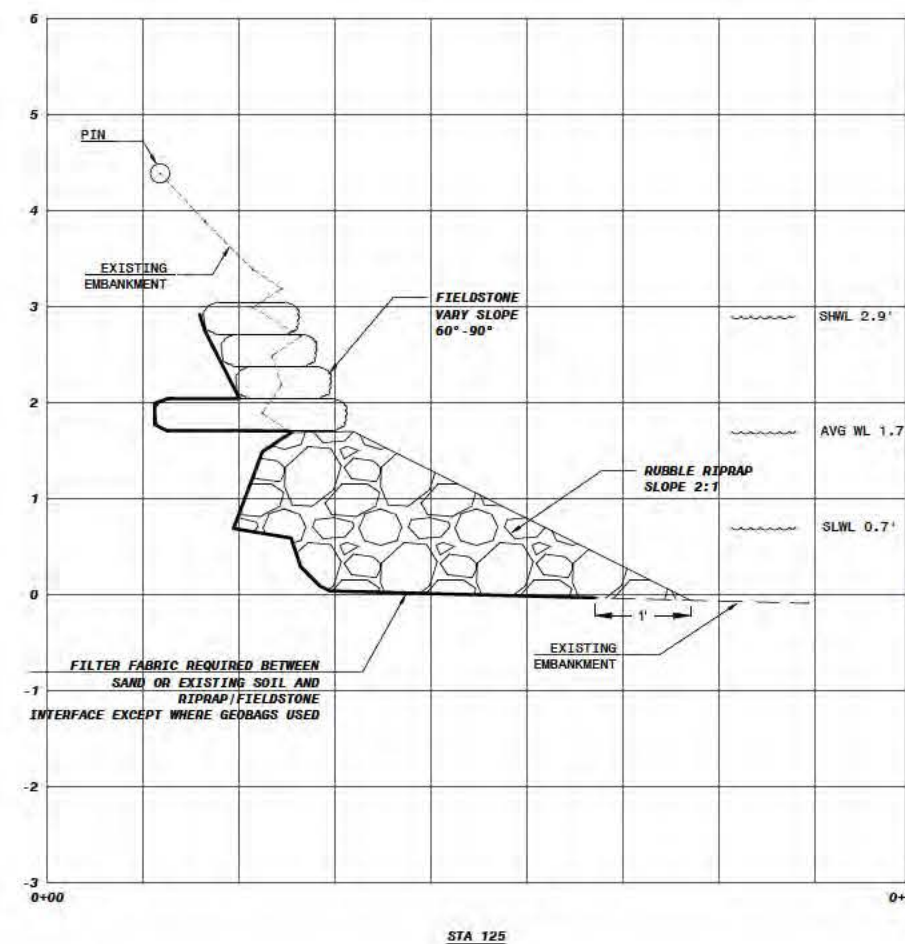 6
5
PIN
4
EXISTING
EMBANKMENT
3
FIELDSTONE
VARY SLOPE
60°-90°
SHWL 2.9'
2
AVG WL 1.7
RUBBLE RIPRAP
SLOPE 2:1
1
SLWL 0.7'
0
1'
EXISTING
EMBANKMENT
FILTER FABRIC REQUIRED BETWEEN
SAND OR EXISTING SOIL AND
RIPRAP/FIELDSTONE
INTERFACE EXCEPT WHERE GEOBAGS USED
-1
-2
-3
0+00
0+
STA 125